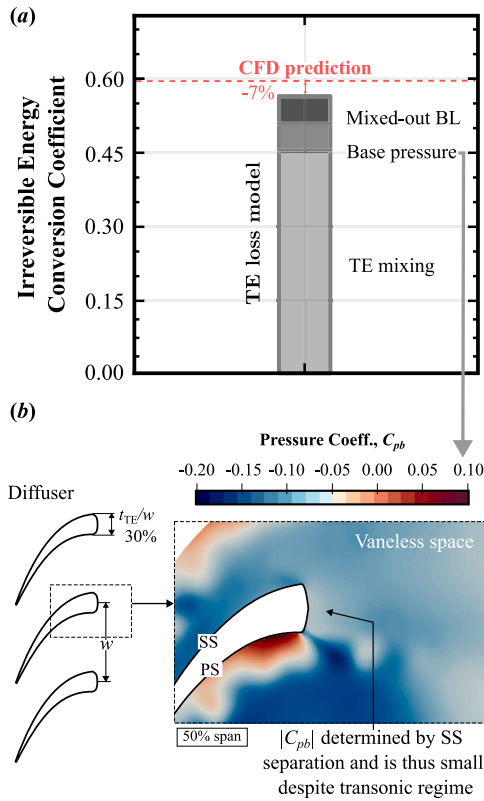 (a)
Irreversible Energy
Conversion Coefficient
0.60
0.45
0.30
0.15
0.00
CFD prediction
-7%
TE loss model
Mixed-out BL
Base pressure
TE mixing
(b)
Pressure Coeff., C_pb
-0.20 -0.15 -0.10 -0.05 0.00 0.05 0.10
Diffuser
t_TE/w
30%
w
Vaneless space
SS
PS
50% span
|C_pb| determined by SS
separation and is thus small
despite transonic regime